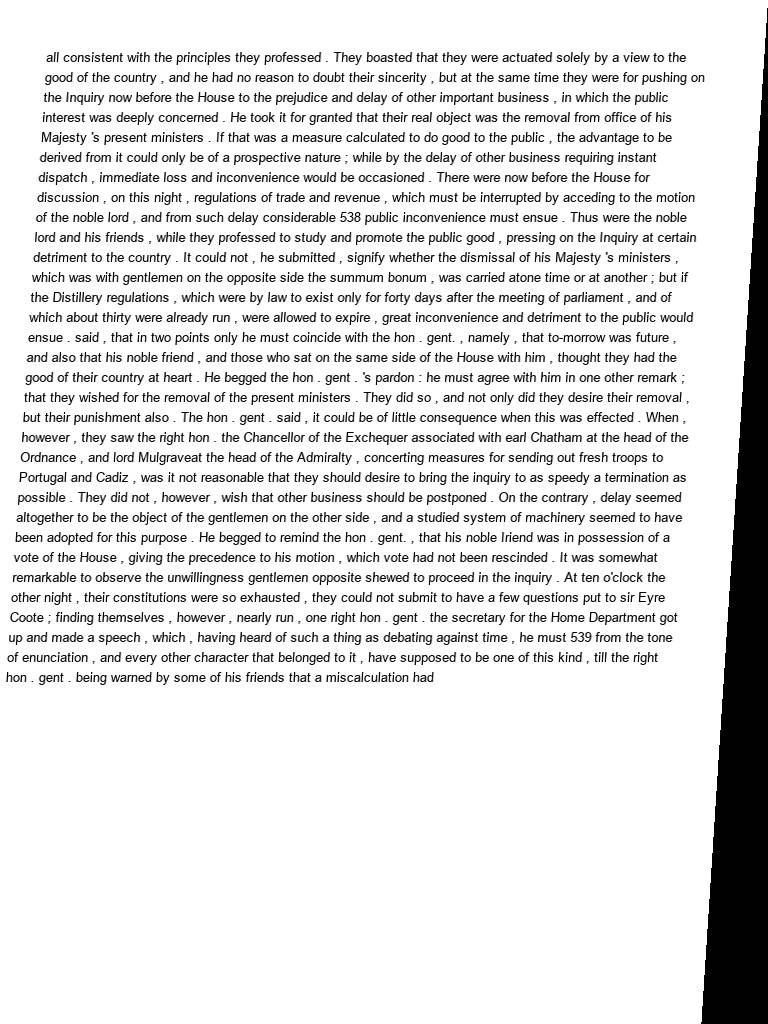 all consistent with the principles they professed . They boasted that they were actuated solely by a view to the
good of the country , and he had no reason to doubt their sincerity , but at the same time they were for pushing on
the Inquiry now before the House to the prejudice and delay of other important business , in which the public
interest was deeply concerned . He took it for granted that their real object was the removal from office of his
Majesty 's present ministers . If that was a measure calculated to do good to the public , the advantage to be
derived from it could only be of a prospective nature ; while by the delay of other business requiring instant
dispatch , immediate loss and inconvenience would be occasioned . There were now before the House for
discussion , on this night , regulations of trade and revenue , which must be interrupted by acceding to the motion
of the noble lord , and from such delay considerable 538 public inconvenience must ensue . Thus were the noble
lord and his friends , while they professed to study and promote the public good , pressing on the Inquiry at certain
detriment to the country . It could not , he submitted , signify whether the dismissal of his Majesty 's ministers ,
which was with gentlemen on the opposite side the summum bonum , was carried atone time or at another ; but if
the Distillery regulations , which were by law to exist only for forty days after the meeting of parliament , and of
which about thirty were already run , were allowed to expire , great inconvenience and detriment to the public would
ensue . said , that in two points only he must coincide with the hon . gent. , namely , that to-morrow was future ,
and also that his noble friend , and those who sat on the same side of the House with him , thought they had the
good of their country at heart . He begged the hon . gent . 's pardon : he must agree with him in one other remark ;
that they wished for the removal of the present ministers . They did so , and not only did they desire their removal ,
but their punishment also . The hon . gent . said , it could be of little consequence when this was effected . When ,
however , they saw the right hon . the Chancellor of the Exchequer associated with earl Chatham at the head of the
Ordnance , and lord Mulgraveat the head of the Admiralty , concerting measures for sending out fresh troops to
Portugal and Cadiz , was it not reasonable that they should desire to bring the inquiry to as speedy a termination as
possible . They did not , however , wish that other business should be postponed . On the contrary , delay seemed
altogether to be the object of the gentlemen on the other side , and a studied system of machinery seemed to have
been adopted for this purpose . He begged to remind the hon . gent. , that his noble Iriend was in possession of a
vote of the House , giving the precedence to his motion , which vote had not been rescinded . It was somewhat
remarkable to observe the unwillingness gentlemen opposite shewed to proceed in the inquiry . At ten o'clock the
other night , their constitutions were so exhausted , they could not submit to have a few questions put to sir Eyre
Coote ; finding themselves , however , nearly run , one right hon . gent . the secretary for the Home Department got
up and made a speech , which , having heard of such a thing as debating against time , he must 539 from the tone
of enunciation , and every other character that belonged to it , have supposed to be one of this kind , till the right
hon . gent . being warned by some of his friends that a miscalculation had